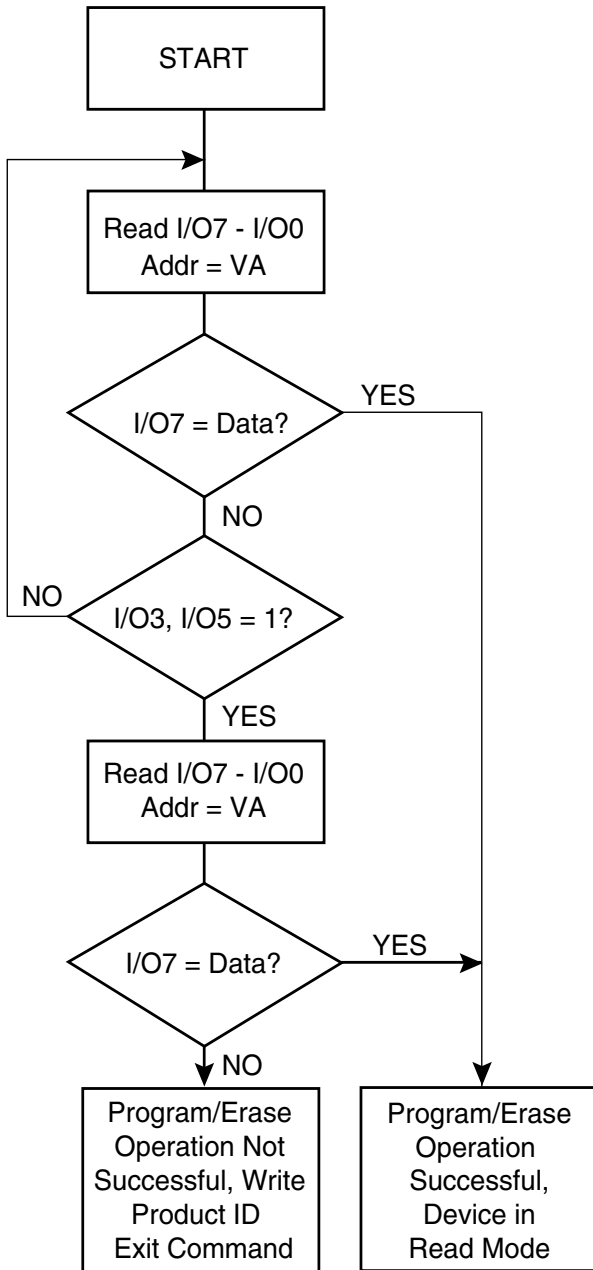 START
Read I/O7 - I/O0
Addr = VA
I/O7 = Data?
YES
NO
NO
I/O3, I/O5 = 1?
YES
Read I/O7 - I/O0
Addr = VA
I/O7 = Data?
YES
NO
Program/Erase
Operation Not
Successful, Write
Product ID
Exit Command
Program/Erase
Operation
Successful,
Device in
Read Mode